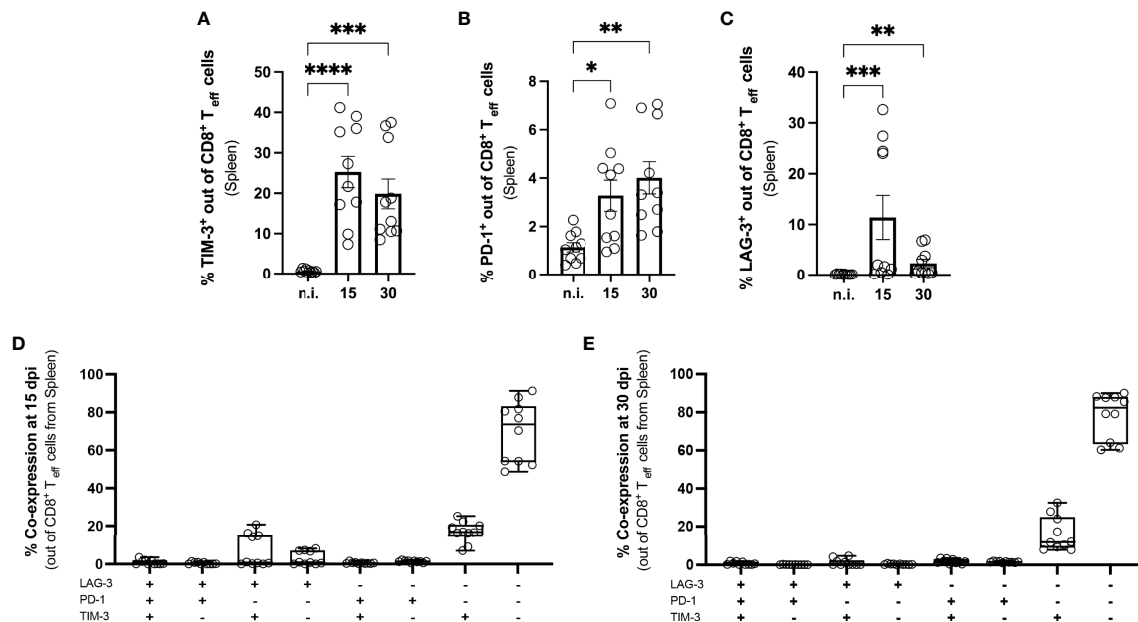 A
% TIM-3+ out of CD8+ Teff cells
(Spleen)
50
40
30
20
10
0
n.i. 15 30
****
***
B
% PD-1+ out of CD8+ Teff cells
(Spleen)
8
6
4
2
0
n.i. 15 30
*
**
C
% LAG-3+ out of CD8+ Teff cells
(Spleen)
40
30
20
10
0
n.i. 15 30
***
**
D
% Co-expression at 15 dpi
(out of CD8+ Teff cells from Spleen)
100
80
60
40
20
0
LAG-3 + + + + - - - -
PD-1 + + - - + + - -
TIM-3 + - + - + - + -
E
% Co-expression at 30 dpi
(out of CD8+ Teff cells from Spleen)
100
80
60
40
20
0
LAG-3 + + + + - - - -
PD-1 + + - - + + - -
TIM-3 + - + - + - + -